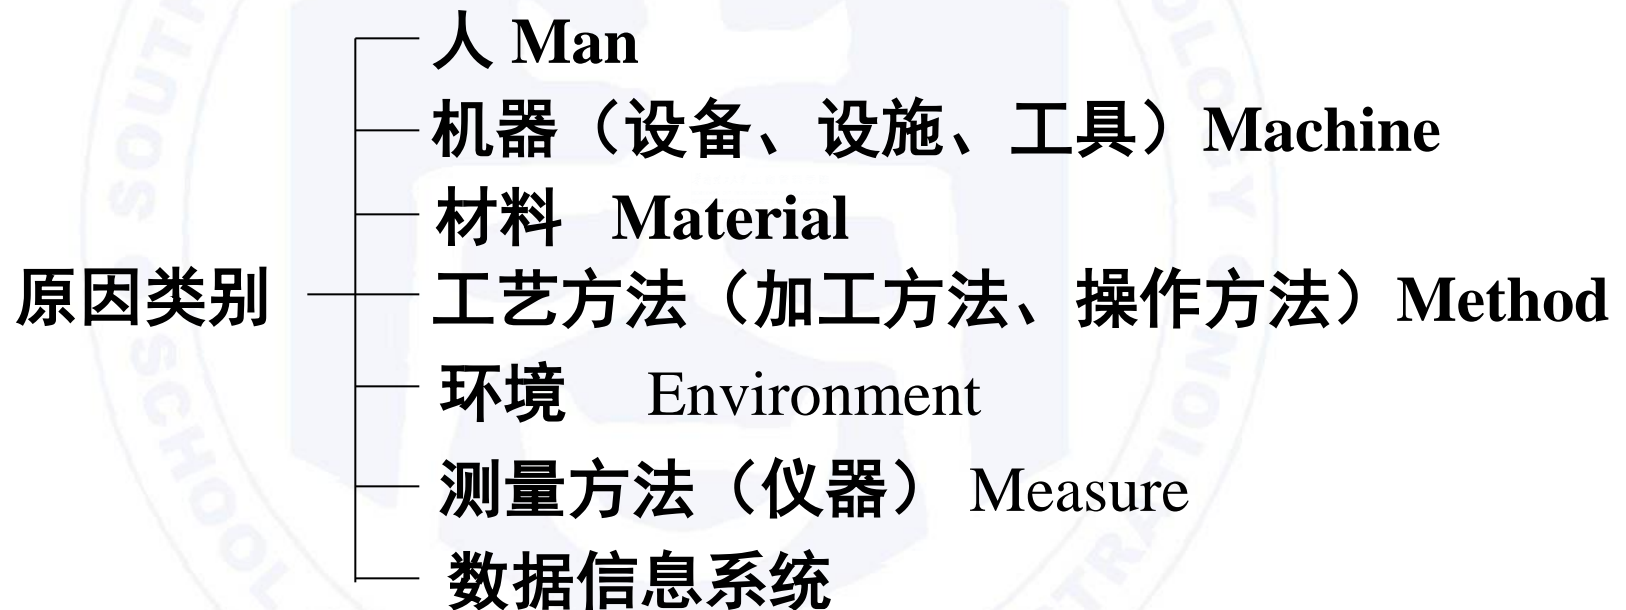 人 Man
机器（设备、设施、工具）Machine
材料 Material
原因类别
工艺方法（加工方法、操作方法）Method
环境 Environment
测量方法（仪器） Measure
数据信息系统